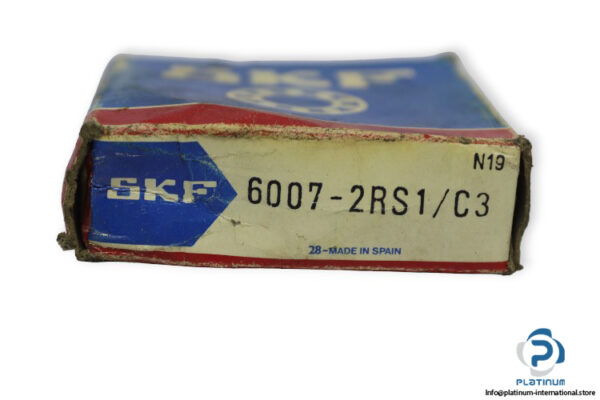 SKF
N19
SKF 6007-2RS1/C3
28-MADE IN SPAIN
PLATINUM
Info@platinum-international.store